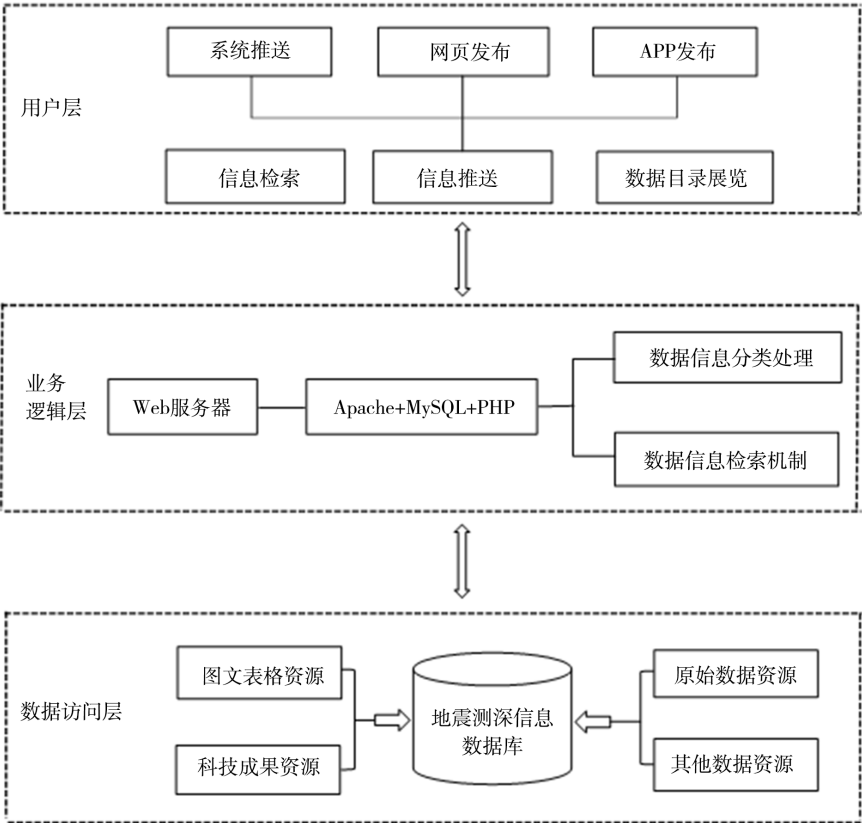 系统推送
网页发布
APP发布
用户层
信息检索
信息推送
数据目录展览
业务
逻辑层
Web服务器
Apache+MySQL+PHP
数据信息分类处理
数据信息检索机制
数据访问层
图文表格资源
科技成果资源
地震测深信息
数据库
原始数据资源
其他数据资源